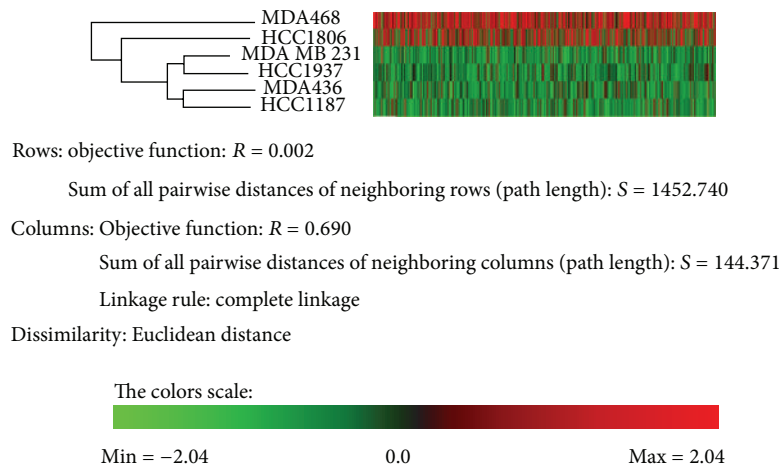 MDA468
HCC1806
MDA MB 231
HCC1937
MDA436
HCC1187
Rows: objective function: R = 0.002
Sum of all pairwise distances of neighboring rows (path length): S = 1452.740
Columns: Objective function: R = 0.690
Sum of all pairwise distances of neighboring columns (path length): S = 144.371
Linkage rule: complete linkage
Dissimilarity: Euclidean distance
The colors scale:
Min = −2.04 0.0 Max = 2.04